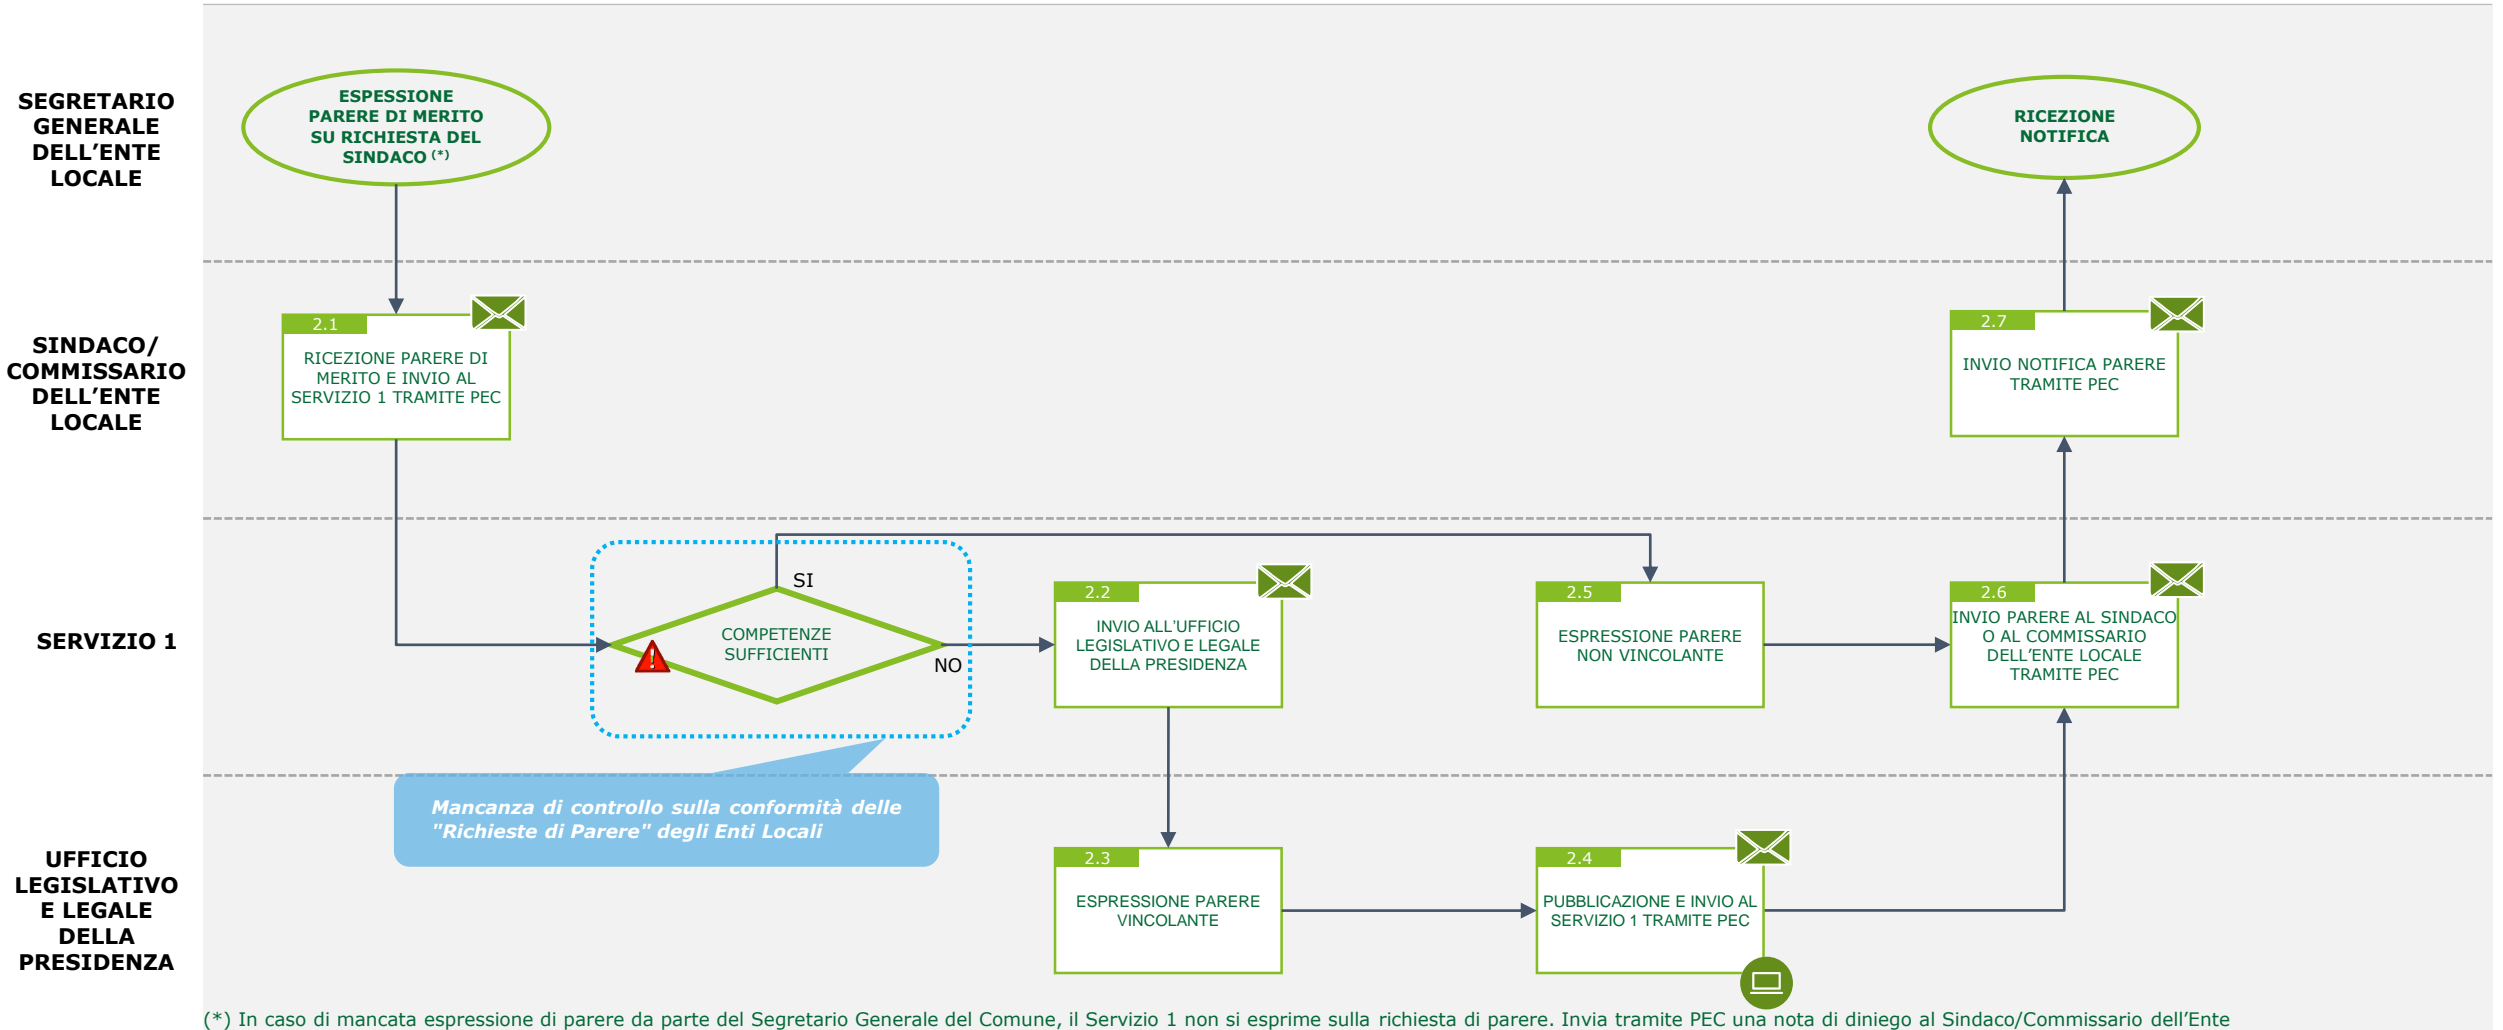 SEGRETARIO
GENERALE
DELL’ENTE
LOCALE
ESPESSIONE
PARERE DI MERITO
SU RICHIESTA DEL
SINDACO (*)
RICEZIONE
NOTIFICA
SINDACO/
COMMISSARIO
DELL’ENTE
LOCALE
2.1
RICEZIONE PARERE DI
MERITO E INVIO AL
SERVIZIO 1 TRAMITE PEC
2.7
INVIO NOTIFICA PARERE
TRAMITE PEC
SERVIZIO 1
SI
COMPETENZE
SUFFICIENTI
NO
2.2
INVIO ALL’UFFICIO
LEGISLATIVO E LEGALE
DELLA PRESIDENZA
2.5
ESPRESSIONE PARERE
NON VINCOLANTE
2.6
INVIO PARERE AL SINDACO
O AL COMMISSARIO
DELL’ENTE LOCALE
TRAMITE PEC
Mancanza di controllo sulla conformità delle
"Richieste di Parere" degli Enti Locali
UFFICIO
LEGISLATIVO
E LEGALE
DELLA
PRESIDENZA
2.3
ESPRESSIONE PARERE
VINCOLANTE
2.4
PUBBLICAZIONE E INVIO AL
SERVIZIO 1 TRAMITE PEC
(*) In caso di mancata espressione di parere da parte del Segretario Generale del Comune, il Servizio 1 non si esprime sulla richiesta di parere. Invia tramite PEC una nota di diniego al Sindaco/Commissario dell’Ente